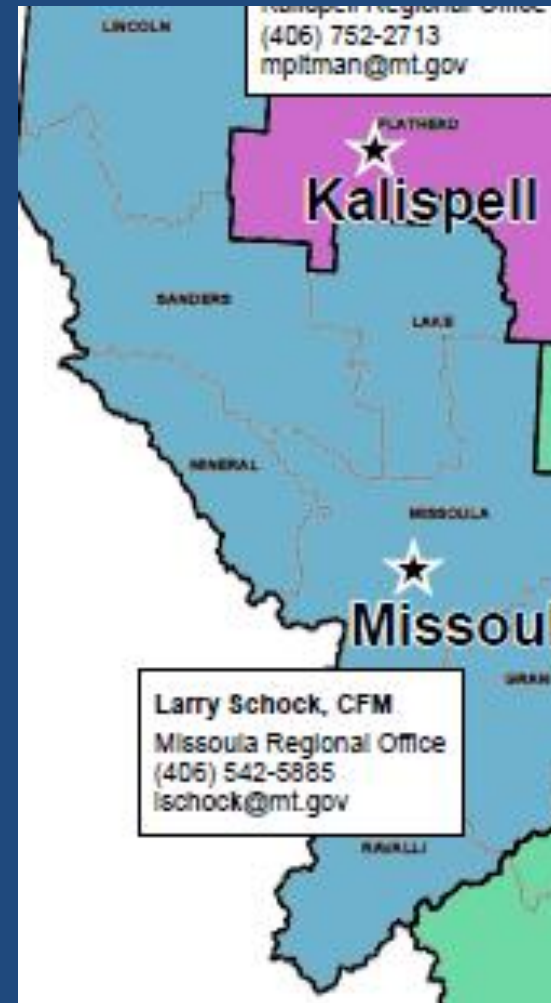 LINCOLN
Kalispell Regional Office
(406) 752-2713
mpitman@mt.gov
FLATHEAD
Kalispell
SANDERS
LAKE
MINERAL
MISSOULA
Missoul
GRAN
Larry Schock, CFM
Missoula Regional Office
(406) 542-5885
lschock@mt.gov
RAVALLI